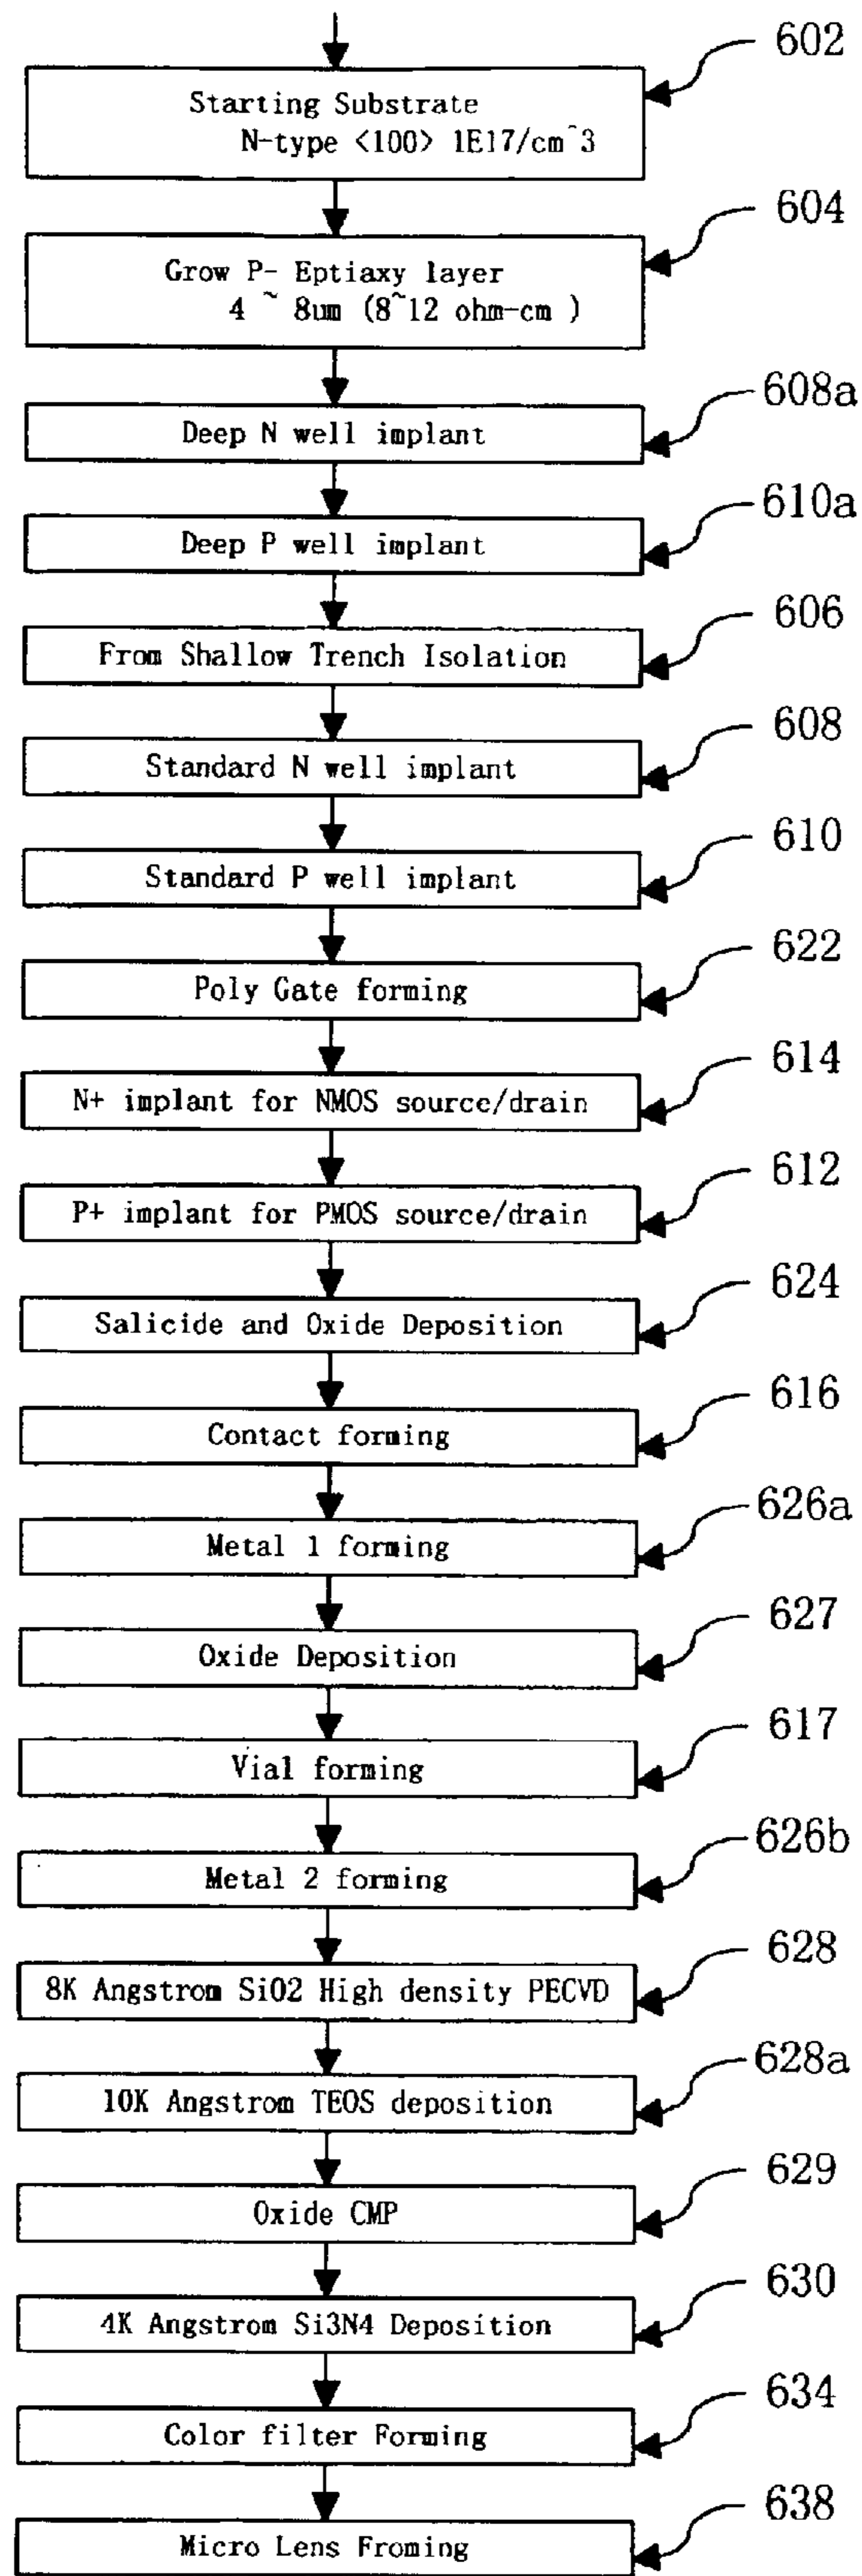 602
Starting Substrate
N-type <100> 1E17/cm~3
604
Grow P- Eptiaxy layer
4 ~ 8um (8~12 ohm-cm )
608a
Deep N well implant
610a
Deep P well implant
606
From Shallow Trench Isolation
608
Standard N well implant
610
Standard P well implant
622
Poly Gate forming
614
N+ implant for NMOS source/drain
612
P+ implant for PMOS source/drain
624
Salicide and Oxide Deposition
616
Contact forming
626a
Metal 1 forming
627
Oxide Deposition
617
Vial forming
626b
Metal 2 forming
628
8K Angstrom SiO2 High density PECVD
628a
10K Angstrom TEOS deposition
629
Oxide CMP
630
4K Angstrom Si3N4 Deposition
634
Color filter Forming
638
Micro Lens Froming